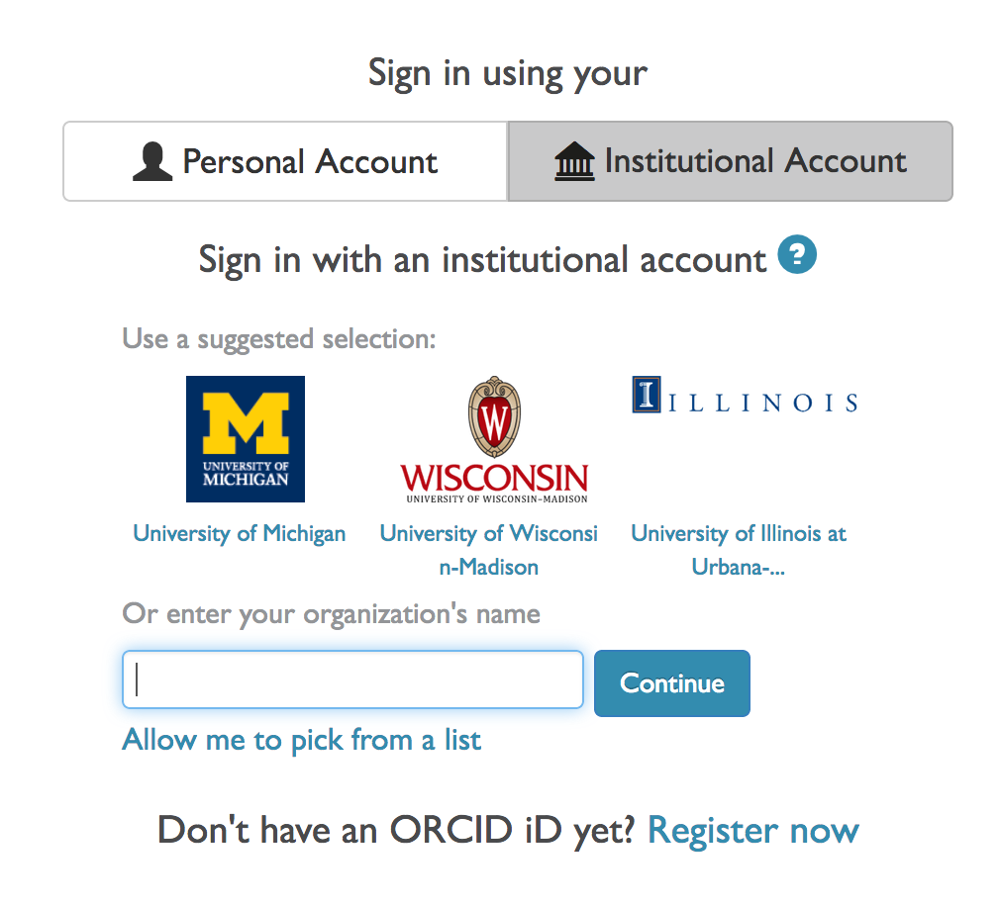 Sign in using your
Personal Account
Institutional Account
Sign in with an institutional account ?
Use a suggested selection:
M
UNIVERSITY OF
MICHIGAN
W
WISCONSIN
UNIVERSITY OF WISCONSIN–MADISON
I ILLINOIS
University of Michigan
University of Wisconsi
n-Madison
University of Illinois at
Urbana-...
Or enter your organization's name
Continue
Allow me to pick from a list
Don't have an ORCID iD yet? Register now